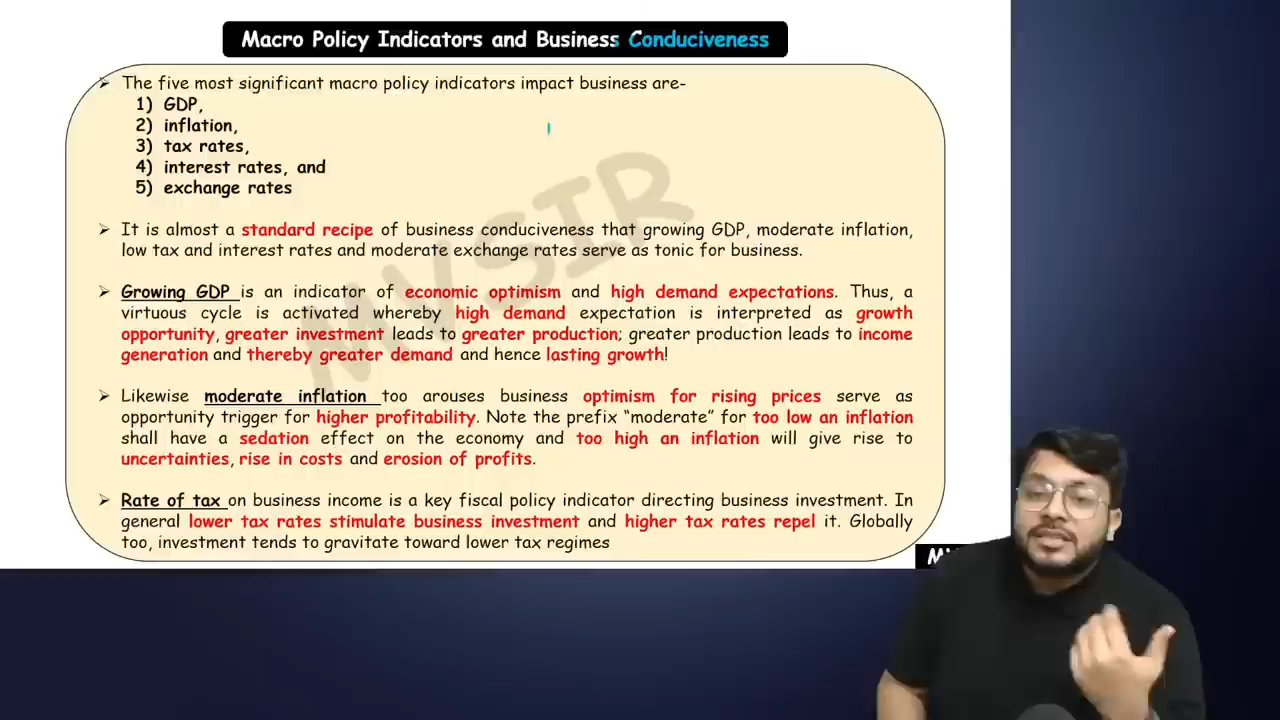 Macro Policy Indicators and Business Conduciveness
➢ The five most significant macro policy indicators impact business are-
1) GDP,
2) inflation,
3) tax rates,
4) interest rates, and
5) exchange rates
➢ It is almost a standard recipe of business conduciveness that growing GDP, moderate inflation,
low tax and interest rates and moderate exchange rates serve as tonic for business.
➢ Growing GDP is an indicator of economic optimism and high demand expectations. Thus, a
virtuous cycle is activated whereby high demand expectation is interpreted as growth
opportunity, greater investment leads to greater production; greater production leads to income
generation and thereby greater demand and hence lasting growth!
➢ Likewise moderate inflation too arouses business optimism for rising prices serve as
opportunity trigger for higher profitability. Note the prefix “moderate” for too low an inflation
shall have a sedation effect on the economy and too high an inflation will give rise to
uncertainties, rise in costs and erosion of profits.
➢ Rate of tax on business income is a key fiscal policy indicator directing business investment. In
general lower tax rates stimulate business investment and higher tax rates repel it. Globally
too, investment tends to gravitate toward lower tax regimes
MVSIR